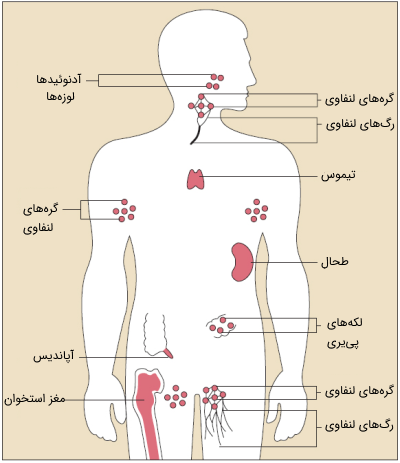 آدنوئیدها
لوزه‌ها
گره‌های لنفاوی
رگ‌های لنفاوی
تیموس
گره‌های
لنفاوی
طحال
لکه‌های
پی‌یری
آپاندیس
گره‌های لنفاوی
مغز استخوان
رگ‌های لنفاوی